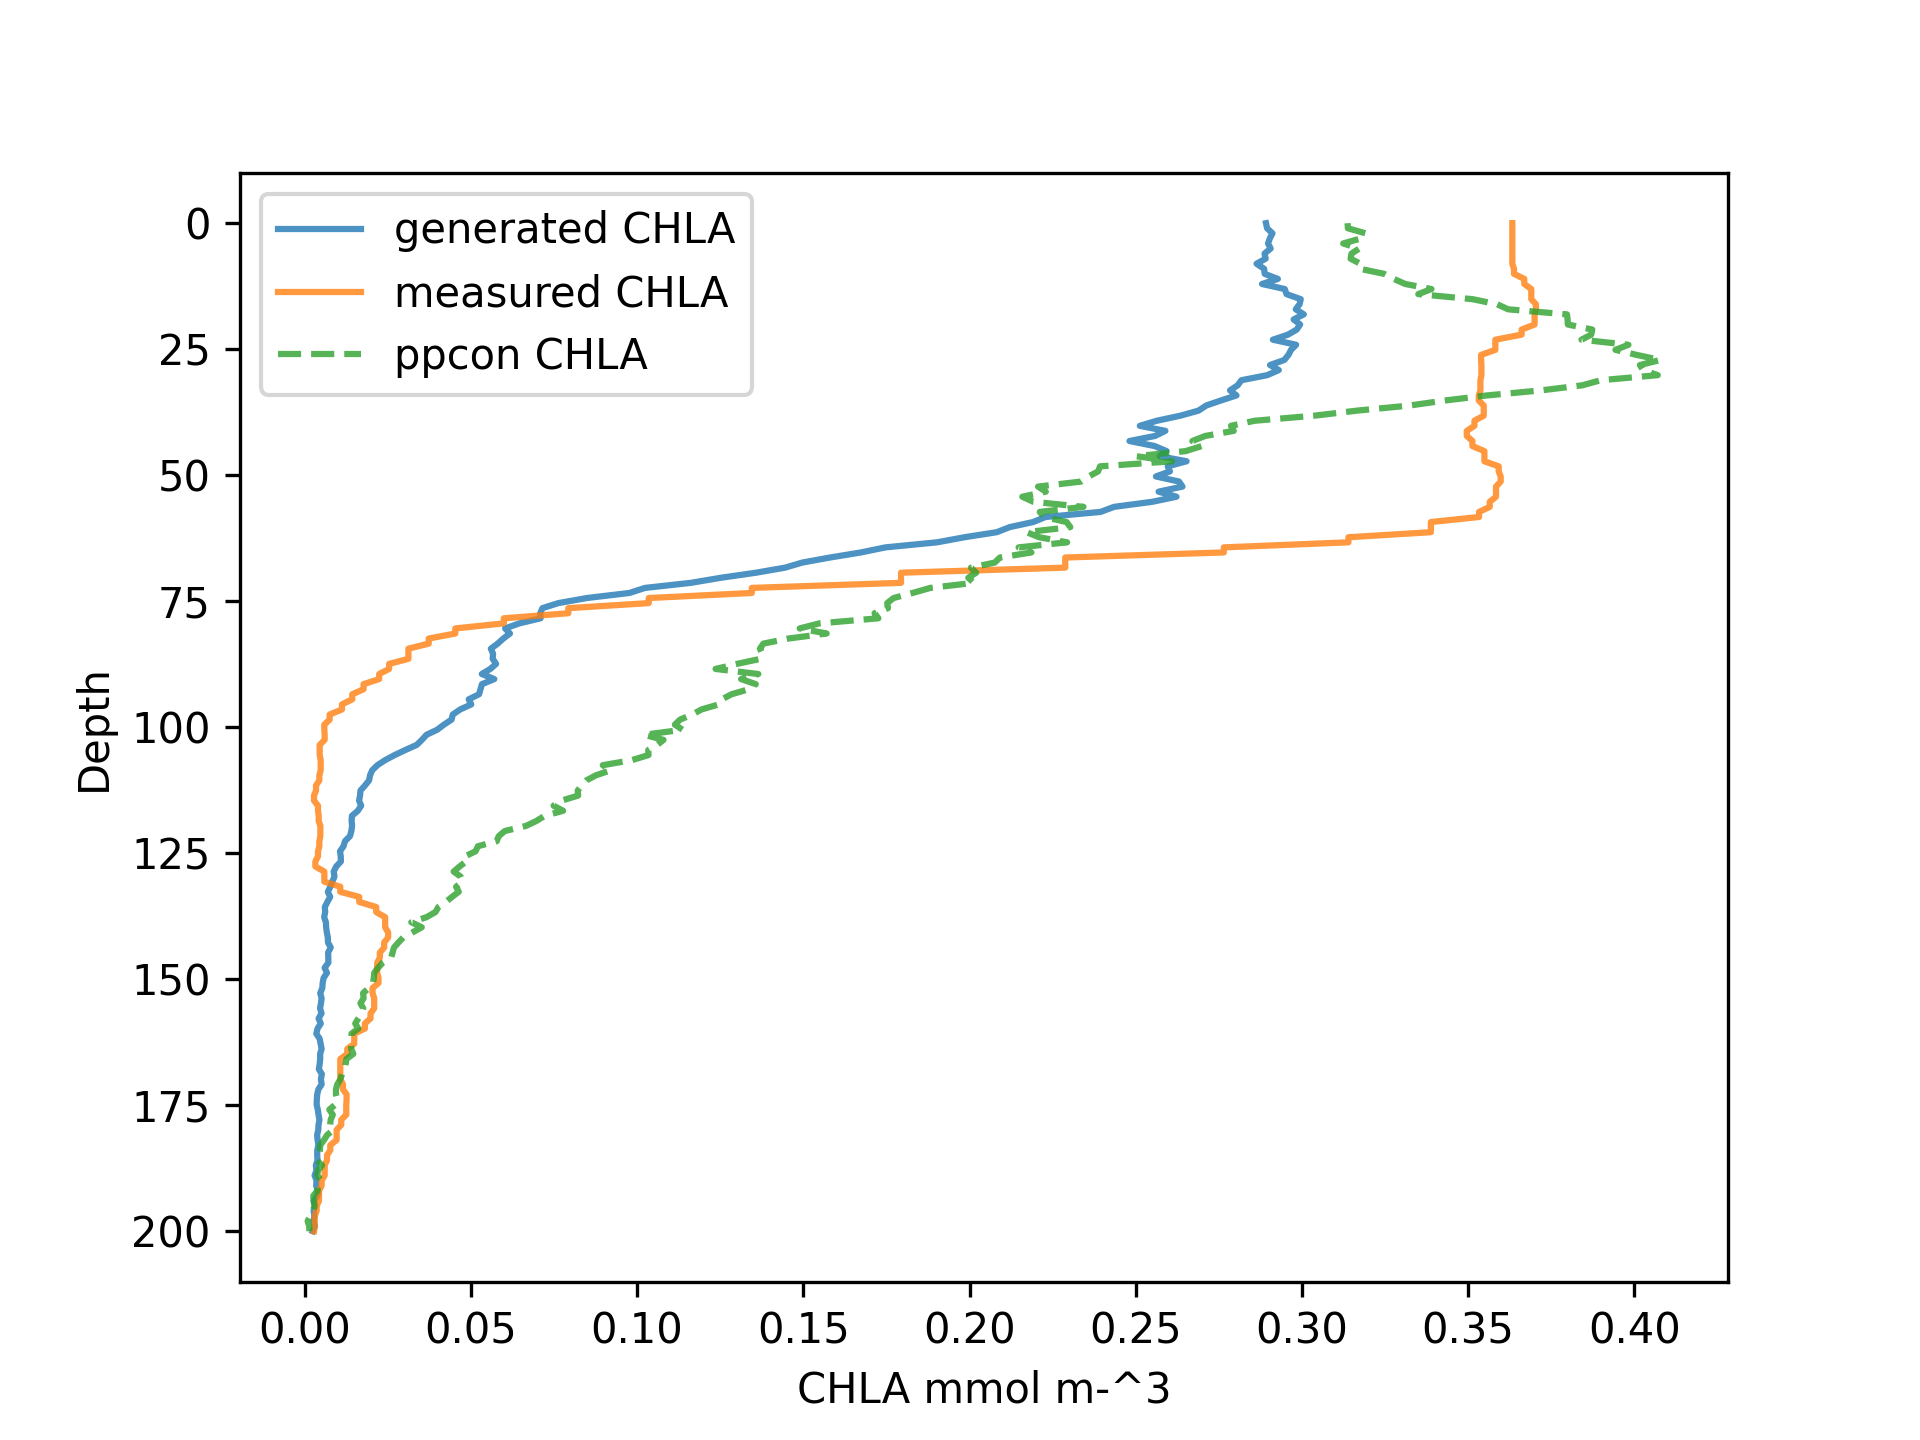 generated CHLA
measured CHLA
ppcon CHLA
0
25
50
75
100
125
150
175
200
Depth
0.00 0.05 0.10 0.15 0.20 0.25 0.30 0.35 0.40
CHLA mmol m-^3